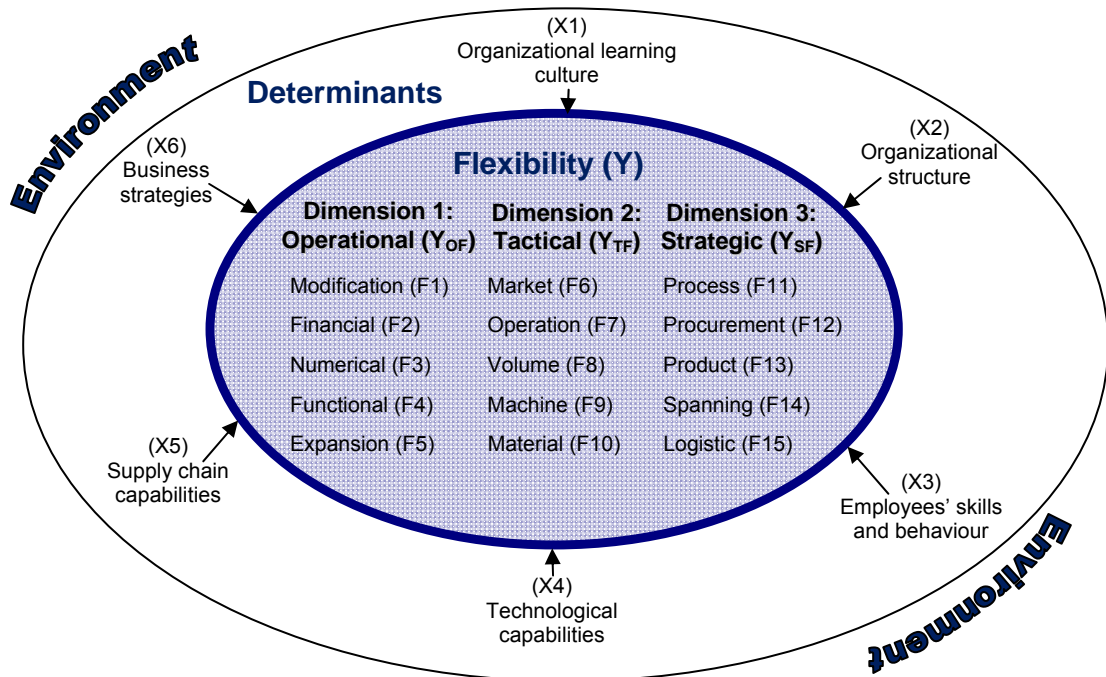 (X1)
Organizational learning
culture
Environment
Determinants
(X6)
Business
strategies
(X2)
Organizational
structure
Flexibility (Y)
Dimension 1:
Operational (YOF)
Dimension 2:
Tactical (YTF)
Dimension 3:
Strategic (YSF)
Modification (F1)
Market (F6)
Process (F11)
Financial (F2)
Operation (F7)
Procurement (F12)
Numerical (F3)
Volume (F8)
Product (F13)
Functional (F4)
Machine (F9)
Spanning (F14)
Expansion (F5)
Material (F10)
Logistic (F15)
(X5)
Supply chain
capabilities
(X3)
Employees’ skills
and behaviour
(X4)
Technological
capabilities
Environment